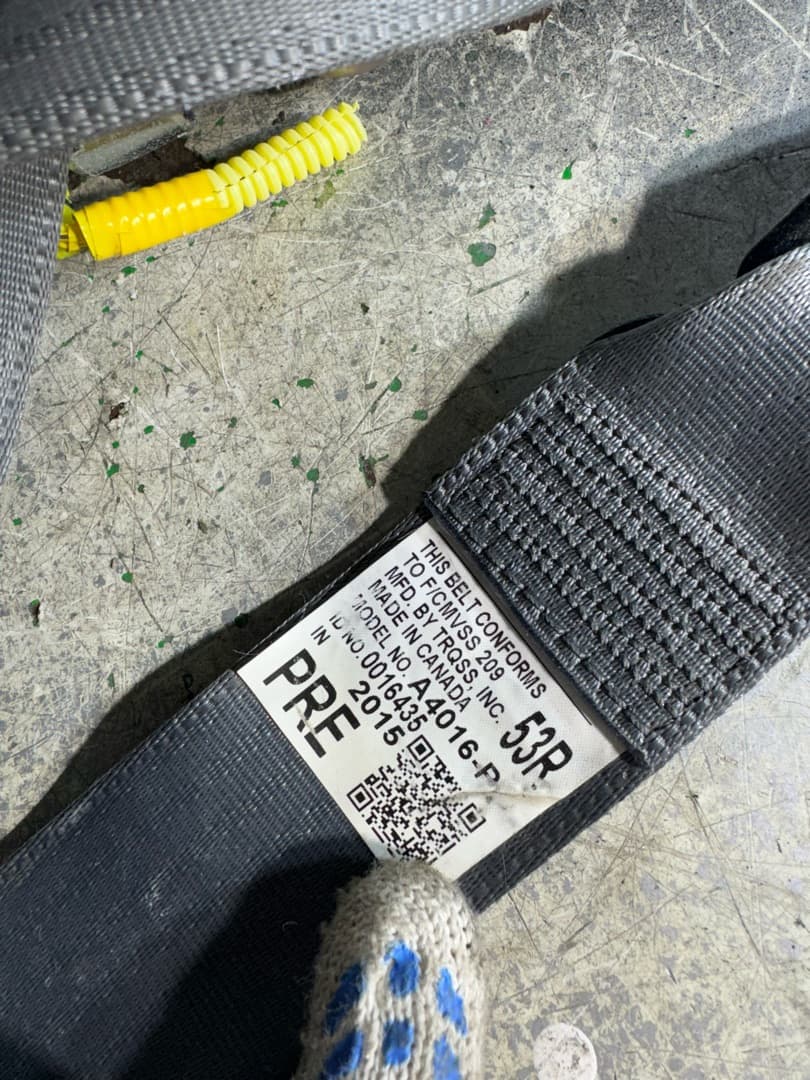 THIS BELT CONFORMS
TO F/CMVSS 209
MFD. BY TRQSS, INC.
MADE IN CANADA
MODEL NO. A4016-P
ID NO. 0016435
IN 2015
53R
PRE